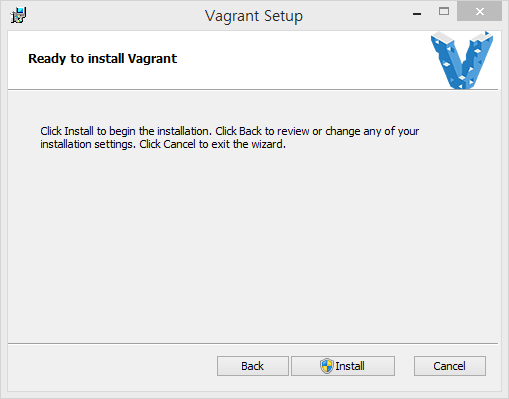 Vagrant Setup
Ready to install Vagrant
Click Install to begin the installation. Click Back to review or change any of your
installation settings. Click Cancel to exit the wizard.
Back
Install
Cancel